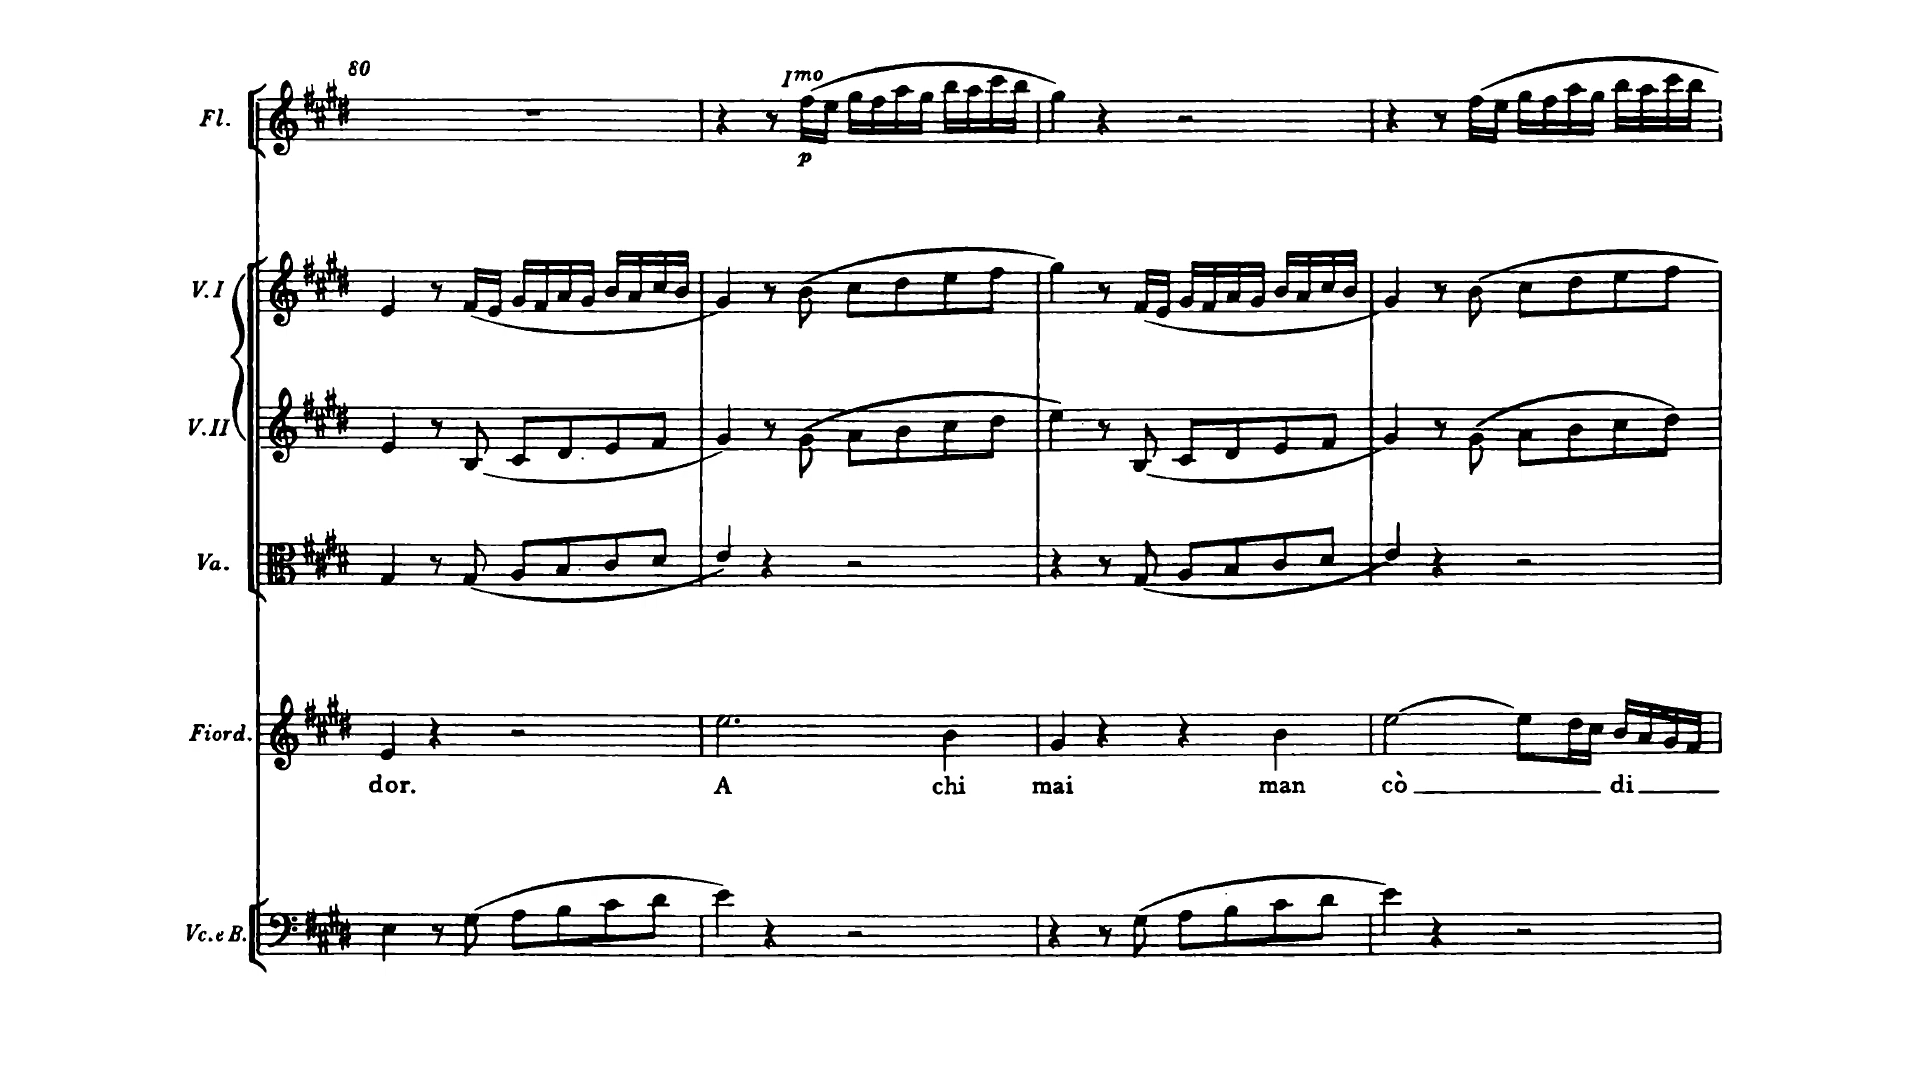 80
Fl.
Imo
p
V.I
V.II
Va.
Fiord.
dor. A chi mai man cò di
Vc.e B.